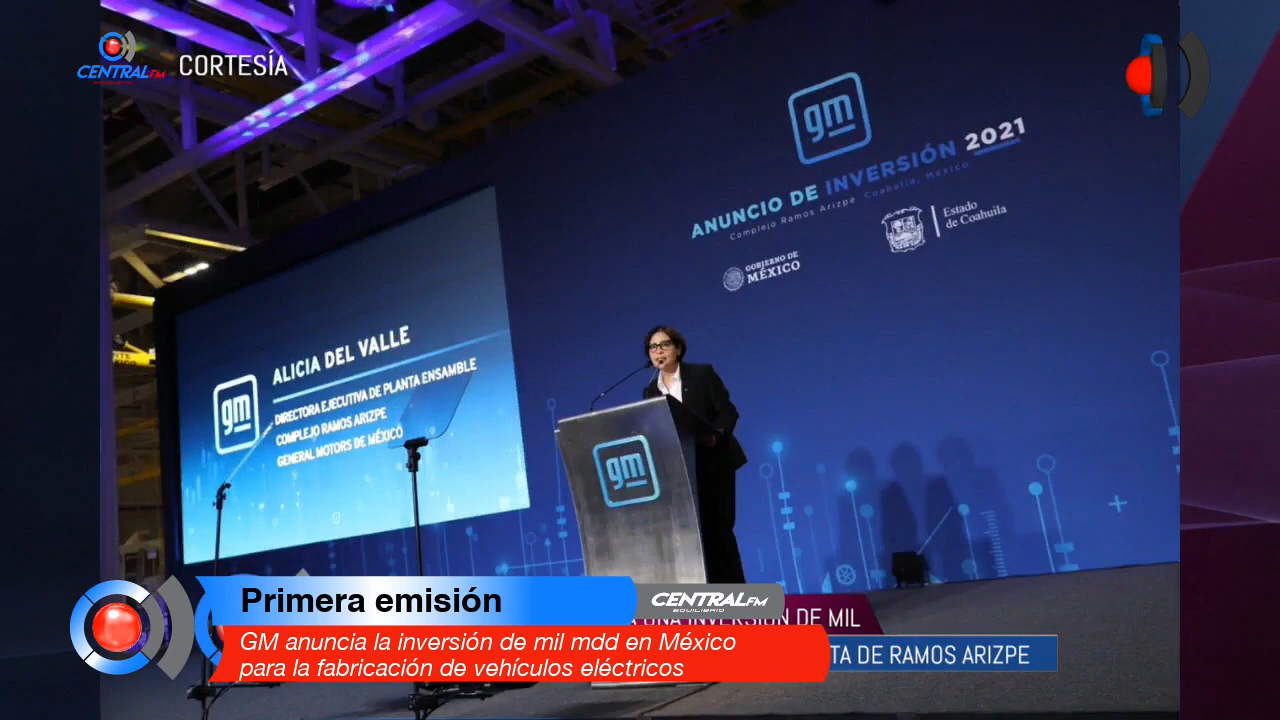 CENTRAL FM
CORTESÍA
gm
ANUNCIO DE INVERSIÓN 2021
Complejo Ramos Arizpe Coahuila, México
GOBIERNO DE
MÉXICO
Estado
de Coahuila
ALICIA DEL VALLE
gm
DIRECTORA EJECUTIVA DE PLANTA ENSAMBLE
COMPLEJO RAMOS ARIZPE
GENERAL MOTORS DE MÉXICO
gm
Primera emisión
CENTRAL FM
EQUILIBRIO
A UNA INVERSIÓN DE MIL
GM anuncia la inversión de mil mdd en México
para la fabricación de vehículos eléctricos
TA DE RAMOS ARIZPE